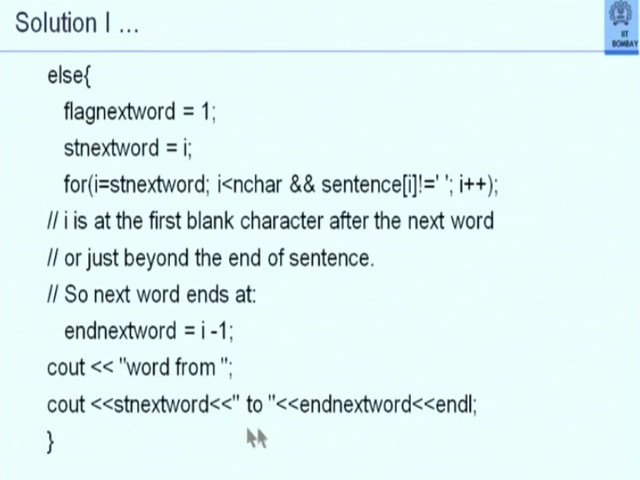 Solution I ...
IIT
BOMBAY
else{
flagnextword = 1;
stnextword = i;
for(i=stnextword; i<nchar && sentence[i]!=' '; i++);
// i is at the first blank character after the next word
// or just beyond the end of sentence.
// So next word ends at:
endnextword = i -1;
cout << "word from ";
cout <<stnextword<<" to "<<endnextword<<endl;
}